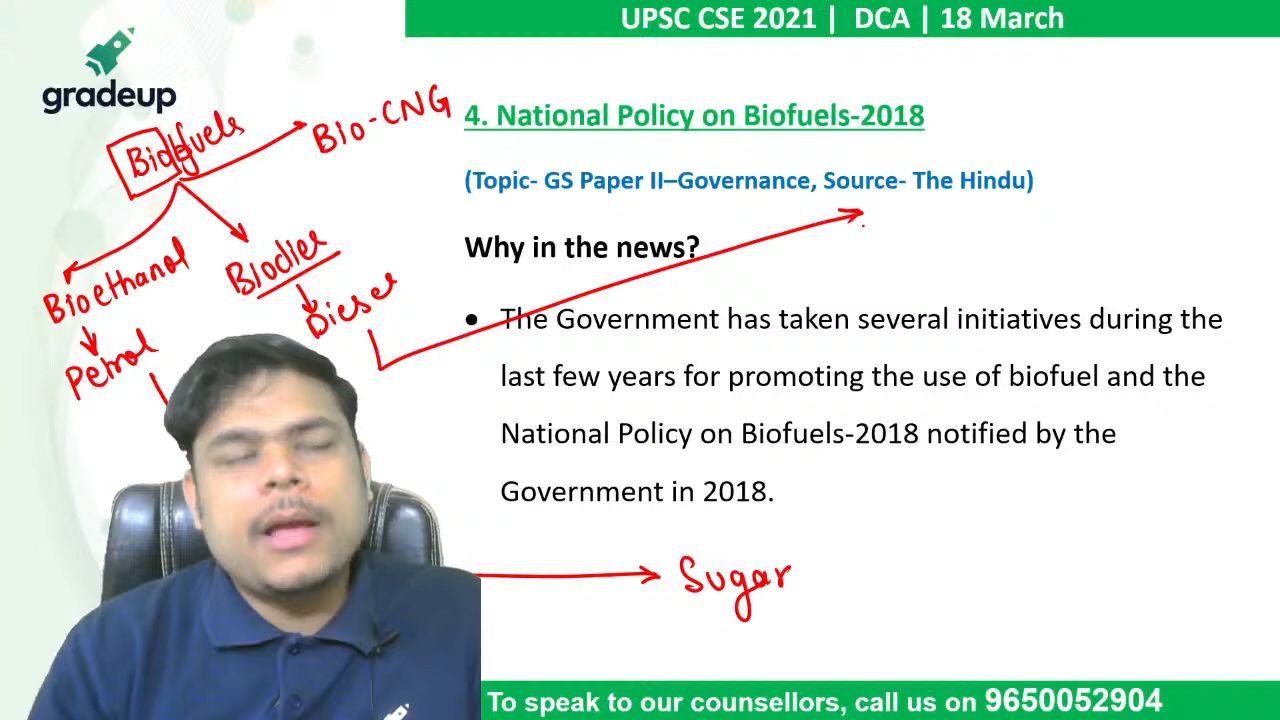 UPSC CSE 2021 | DCA | 18 March
gradeup
Biofuels
Bio-CNG
Bioethanol
Petrol
Diesel
4. National Policy on Biofuels-2018
(Topic- GS Paper II–Governance, Source- The Hindu)
Why in the news?
• The Government has taken several initiatives during the
last few years for promoting the use of biofuel and the
National Policy on Biofuels-2018 notified by the
Government in 2018.
Sugar
To speak to our counsellors, call us on 9650052904